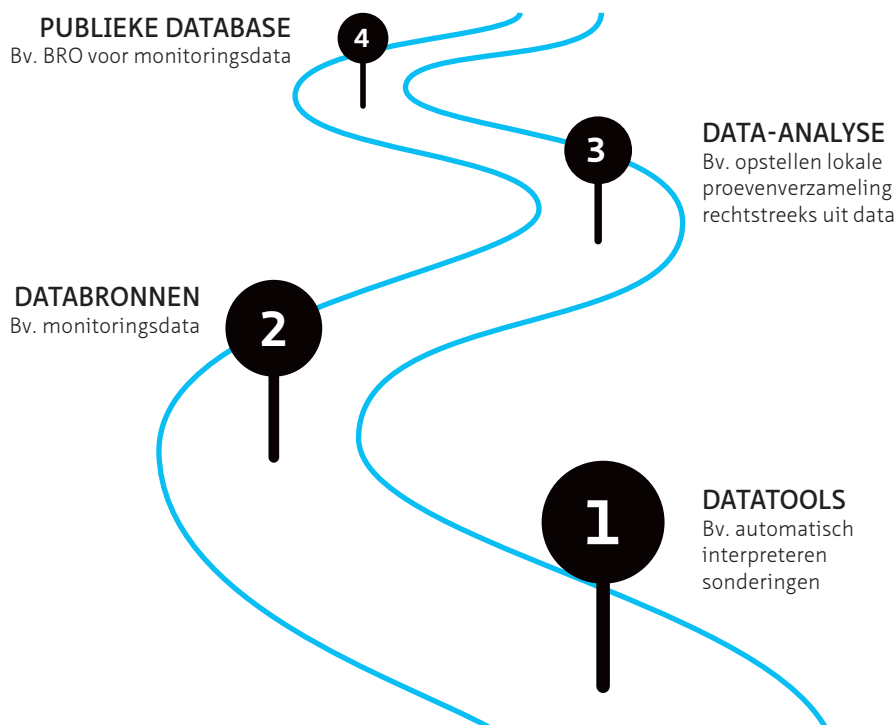 PUBLIEKE DATABASE
Bv. BRO voor monitoringsdata
4
3
DATA-ANALYSE
Bv. opstellen lokale
proevenverzameling
rechtstreeks uit data
DATABRONNEN
Bv. monitoringsdata
2
1
DATATOOLS
Bv. automatisch
interpreteren
sonderingen